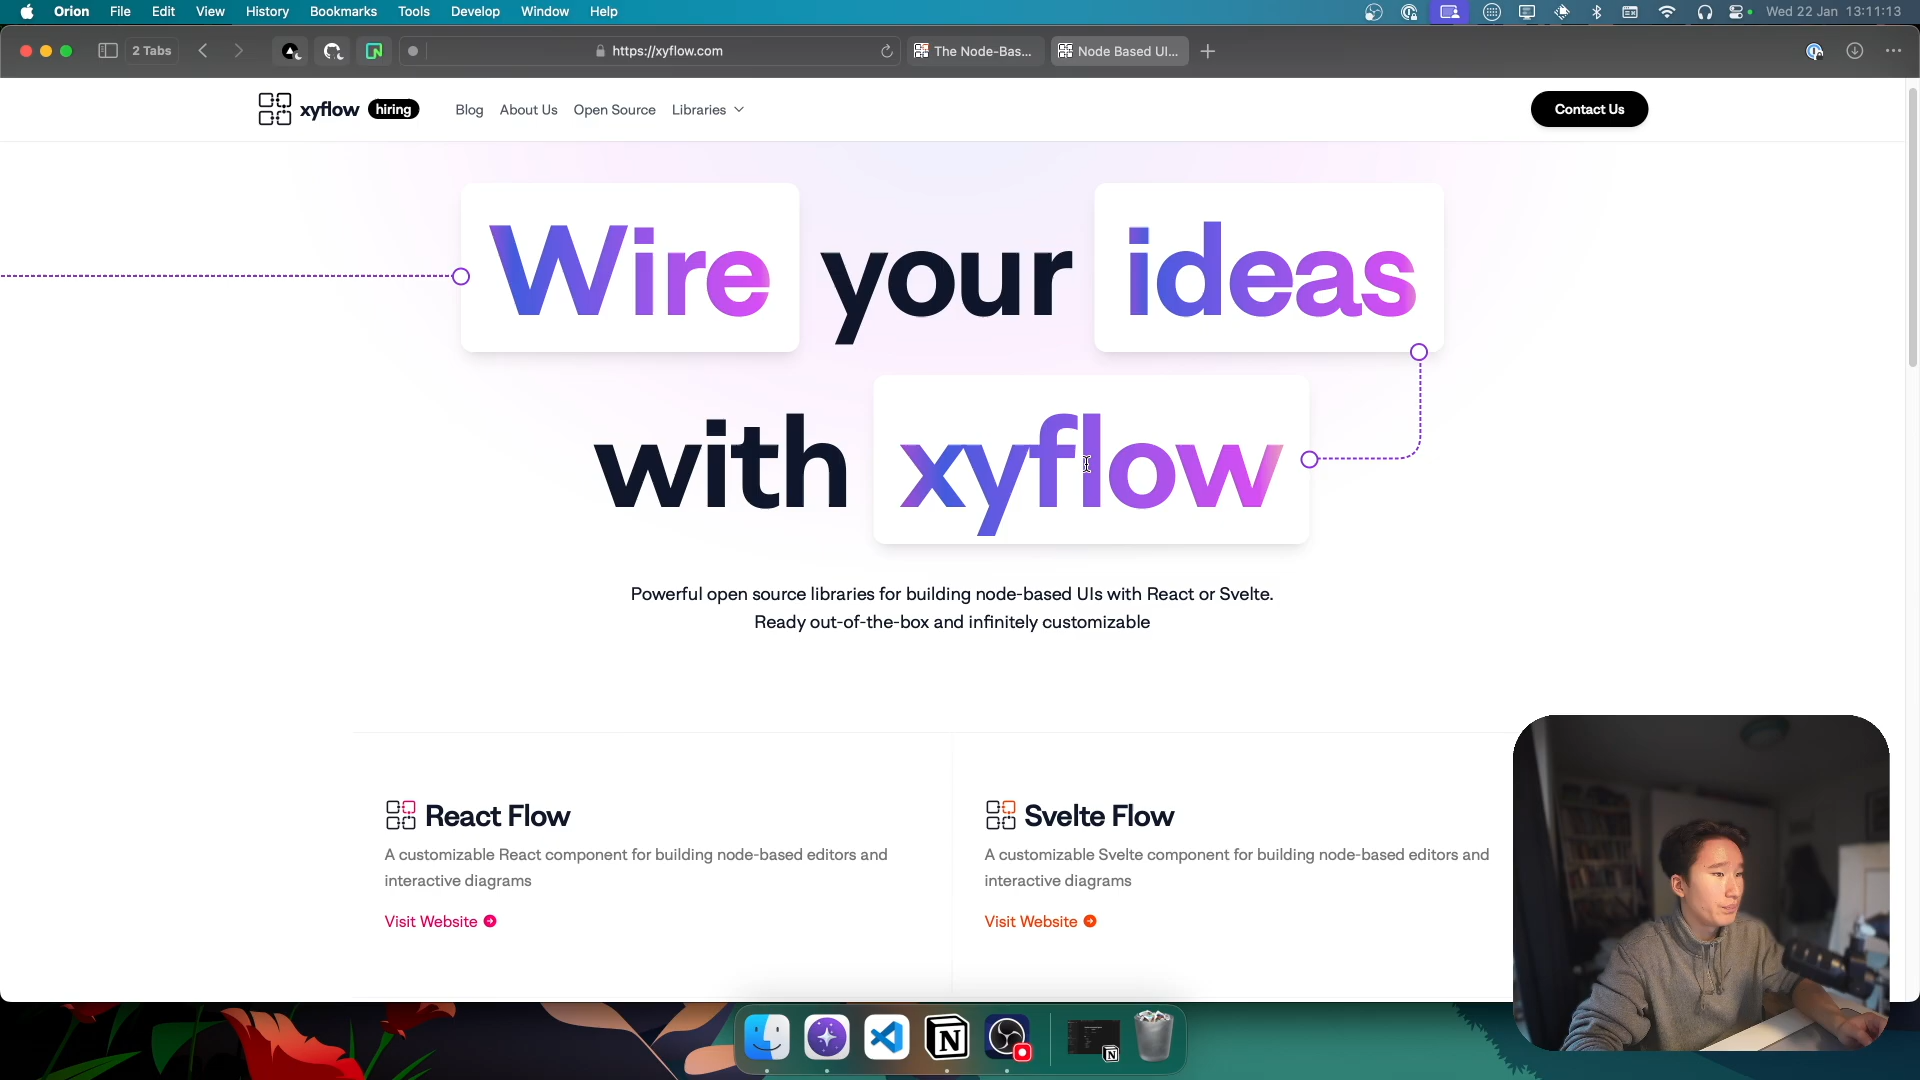 Orion File Edit View History Bookmarks Tools Develop Window Help Wed 22 Jan 13:11:13
2 Tabs https://xyflow.com The Node-Bas... Node Based UI...
xyflow hiring Blog About Us Open Source Libraries Contact Us
Wire your ideas
with xyflow
Powerful open source libraries for building node-based UIs with React or Svelte.
Ready out-of-the-box and infinitely customizable
React Flow
A customizable React component for building node-based editors and
interactive diagrams
Visit Website
Svelte Flow
A customizable Svelte component for building node-based editors and
interactive diagrams
Visit Website